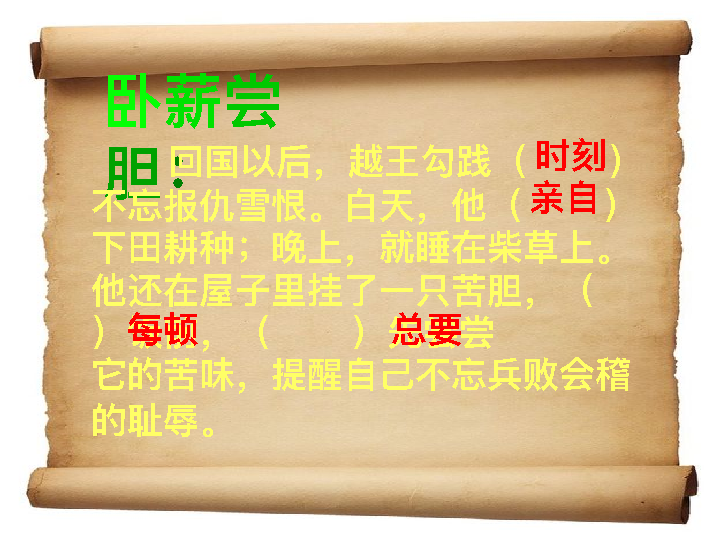 卧薪尝
胆：
回国以后，越王勾践（时刻）
不忘报仇雪恨。白天，他（亲自）
下田耕种；晚上，就睡在柴草上。
他还在屋子里挂了一只苦胆，（
）每顿，（ ）总要尝
它的苦味，提醒自己不忘兵败会稽
的耻辱。